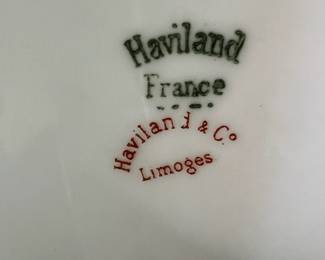 Haviland
France
Haviland & Co
Limoges